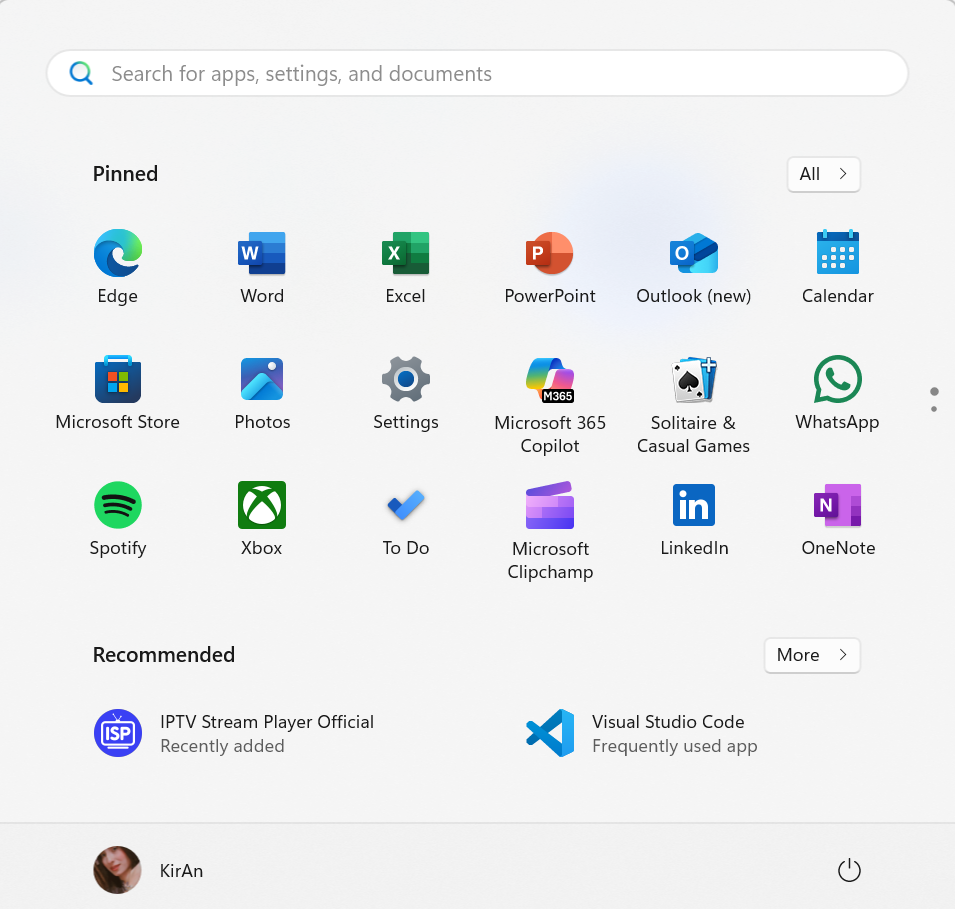 Search for apps, settings, and documents
Pinned
All
W
X
P
O
Edge
Word
Excel
PowerPoint
Outlook (new)
Calendar
M365
Microsoft Store
Photos
Settings
Microsoft 365
Copilot
Solitaire &
Casual Games
WhatsApp
in
N
Spotify
Xbox
To Do
Microsoft
Clipchamp
LinkedIn
OneNote
Recommended
More
ISP
IPTV Stream Player Official
Recently added
Visual Studio Code
Frequently used app
KirAn